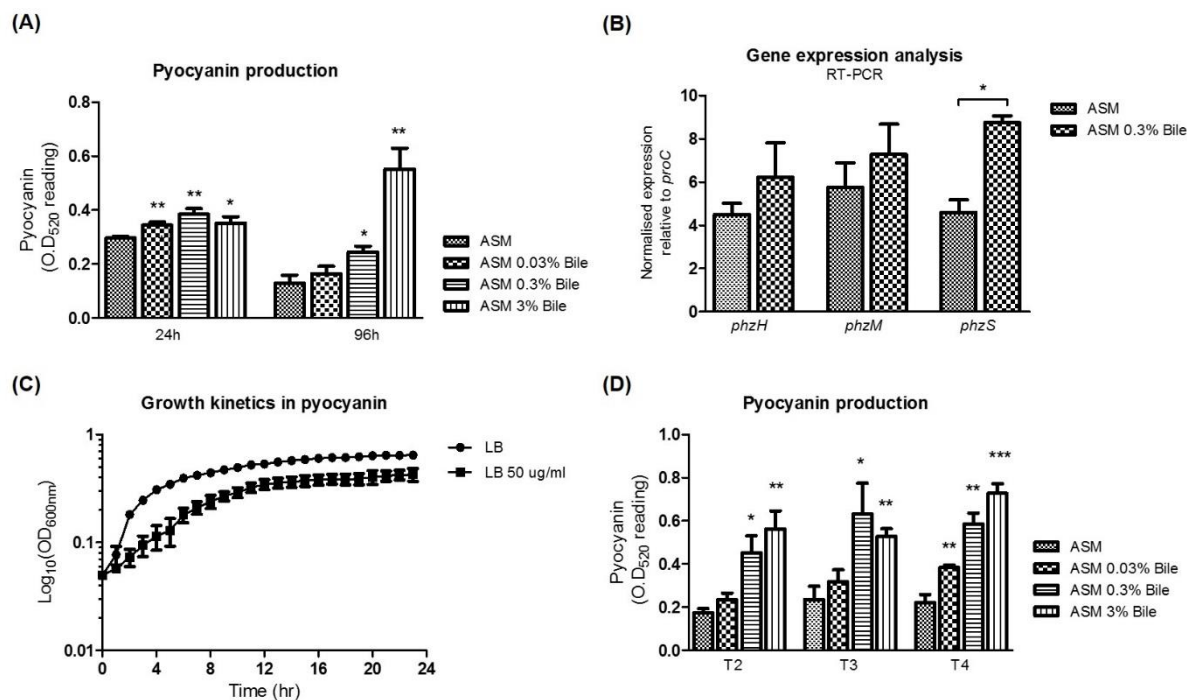 (A)
Pyocyanin production
Pyocyanin
(O.D520 reading)
0.8
0.6
0.4
0.2
0.0
** ** * * **
24h 96h
ASM
ASM 0.03% Bile
ASM 0.3% Bile
ASM 3% Bile
(B)
Gene expression analysis
RT-PCR
Normalised expression
relative to proC
10
8
6
4
2
0
*
phzH phzM phzS
ASM
ASM 0.3% Bile
(C)
Growth kinetics in pyocyanin
Log10(OD600nm)
1
0.1
0.01
0 4 8 12 16 20 24
Time (hr)
LB
LB 50 ug/ml
(D)
Pyocyanin production
Pyocyanin
(O.D520 reading)
1.0
0.8
0.6
0.4
0.2
0.0
* ** * ** ** ** ***
T2 T3 T4
ASM
ASM 0.03% Bile
ASM 0.3% Bile
ASM 3% Bile